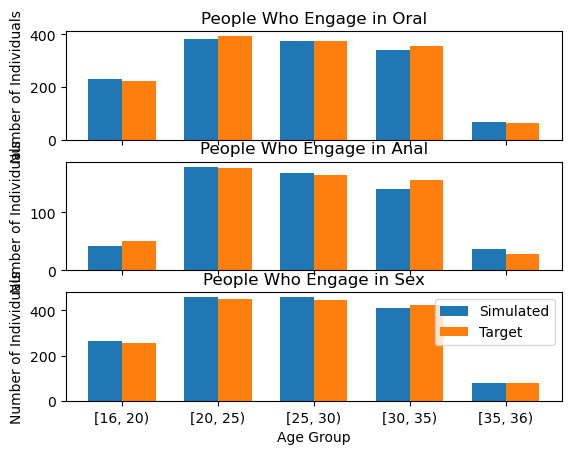 People Who Engage in Oral
Number of Individuals
400
200
0
People Who Engage in Anal
Number of Individuals
100
0
People Who Engage in Sex
Number of Individuals
400
200
0
Simulated
Target
[16, 20)
[20, 25)
[25, 30)
[30, 35)
[35, 36)
Age Group